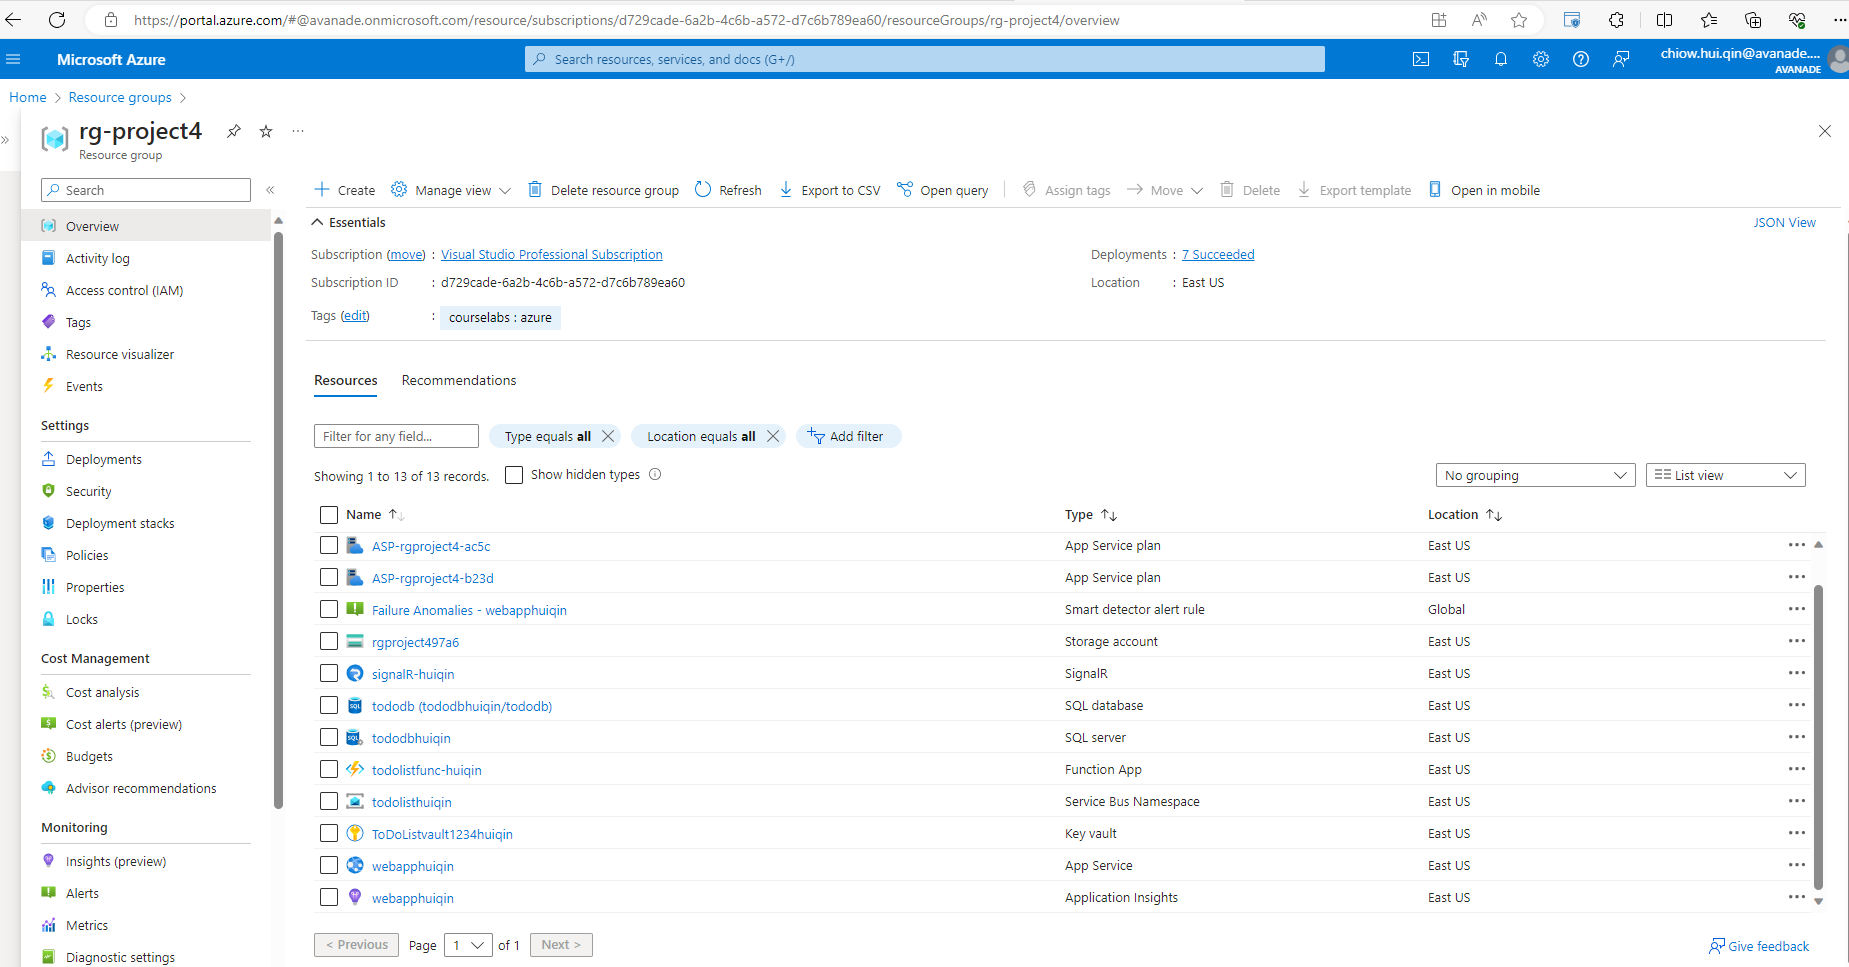 https://portal.azure.com/#@avanade.onmicrosoft.com/resource/subscriptions/d729cade-6a2b-4c6b-a572-d7c6b789ea60/resourceGroups/rg-project4/overview
Microsoft Azure
Search resources, services, and docs (G+/)
chiow.hui.qin@avanade....
AVANADE
Home > Resource groups >
rg-project4
Resource group
Search
Overview
Activity log
Access control (IAM)
Tags
Resource visualizer
Events
Settings
Deployments
Security
Deployment stacks
Policies
Properties
Locks
Cost Management
Cost analysis
Cost alerts (preview)
Budgets
Advisor recommendations
Monitoring
Insights (preview)
Alerts
Metrics
Diagnostic settings
Create Manage view Delete resource group Refresh Export to CSV Open query Assign tags Move Delete Export template Open in mobile
Essentials JSON View
Subscription (move) : Visual Studio Professional Subscription Deployments : 7 Succeeded
Subscription ID : d729cade-6a2b-4c6b-a572-d7c6b789ea60 Location : East US
Tags (edit) : courselabs : azure
Resources Recommendations
Filter for any field... Type equals all Location equals all Add filter
Showing 1 to 13 of 13 records. Show hidden types No grouping List view
Name Type Location
ASP-rgproject4-ac5c App Service plan East US
ASP-rgproject4-b23d App Service plan East US
Failure Anomalies - webapphuiqin Smart detector alert rule Global
rgproject497a6 Storage account East US
signalR-huiqin SignalR East US
tododb (tododbhuiqin/tododb) SQL database East US
tododbhuiqin SQL server East US
todolistfunc-huiqin Function App East US
todolisthuiqin Service Bus Namespace East US
ToDoListvault1234huiqin Key vault East US
webapphuiqin App Service East US
webapphuiqin Application Insights East US
< Previous Page 1 of 1 Next >
Give feedback